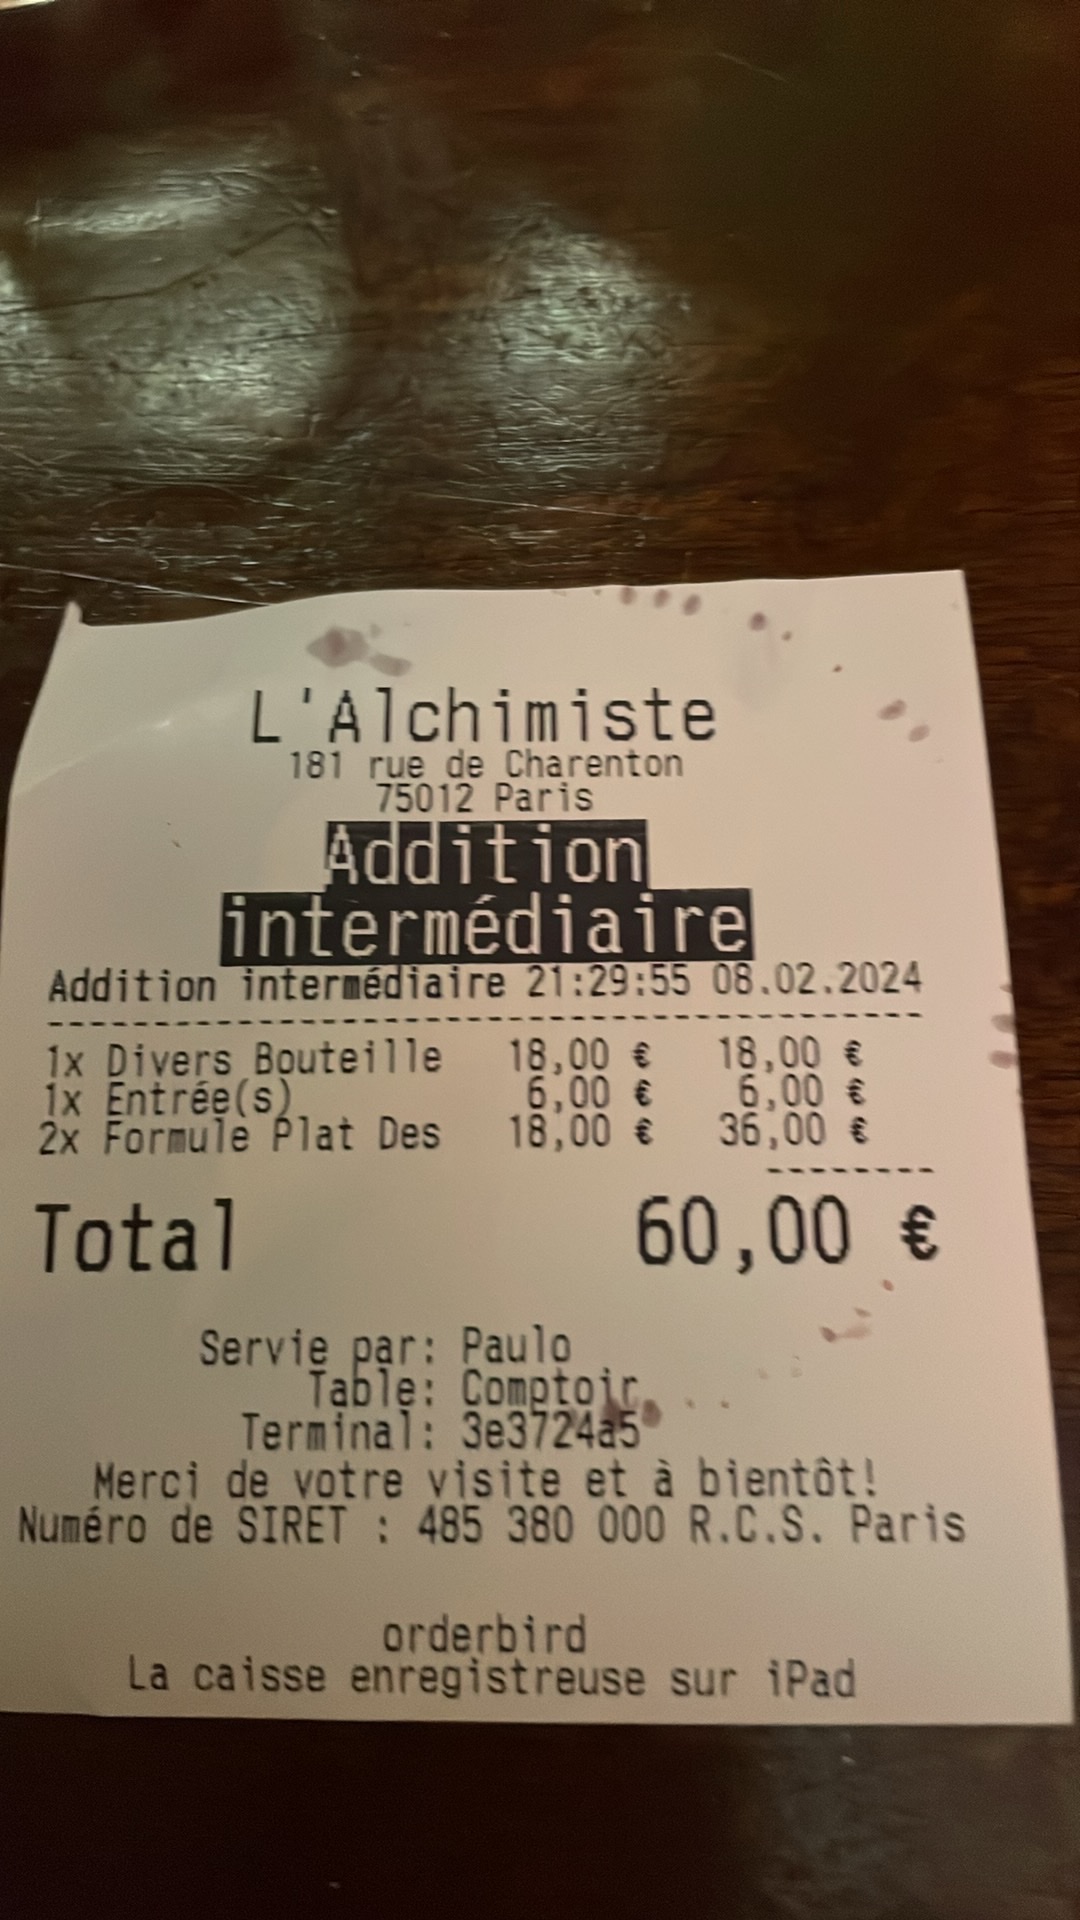 L'Alchimiste
181 rue de Charenton
75012 Paris
Addition
intermédiaire
Addition intermédiaire 21:29:55 08.02.2024
1x Divers Bouteille 18,00 € 18,00 €
1x Entrée(s) 6,00 € 6,00 €
2x Formule Plat Des 18,00 € 36,00 €
Total 60,00 €
Servie par: Paulo
Table: Comptoir
Terminal: 3e3724a5
Merci de votre visite et à bientôt!
Numéro de SIRET : 485 380 000 R.C.S. Paris
orderbird
La caisse enregistreuse sur iPad